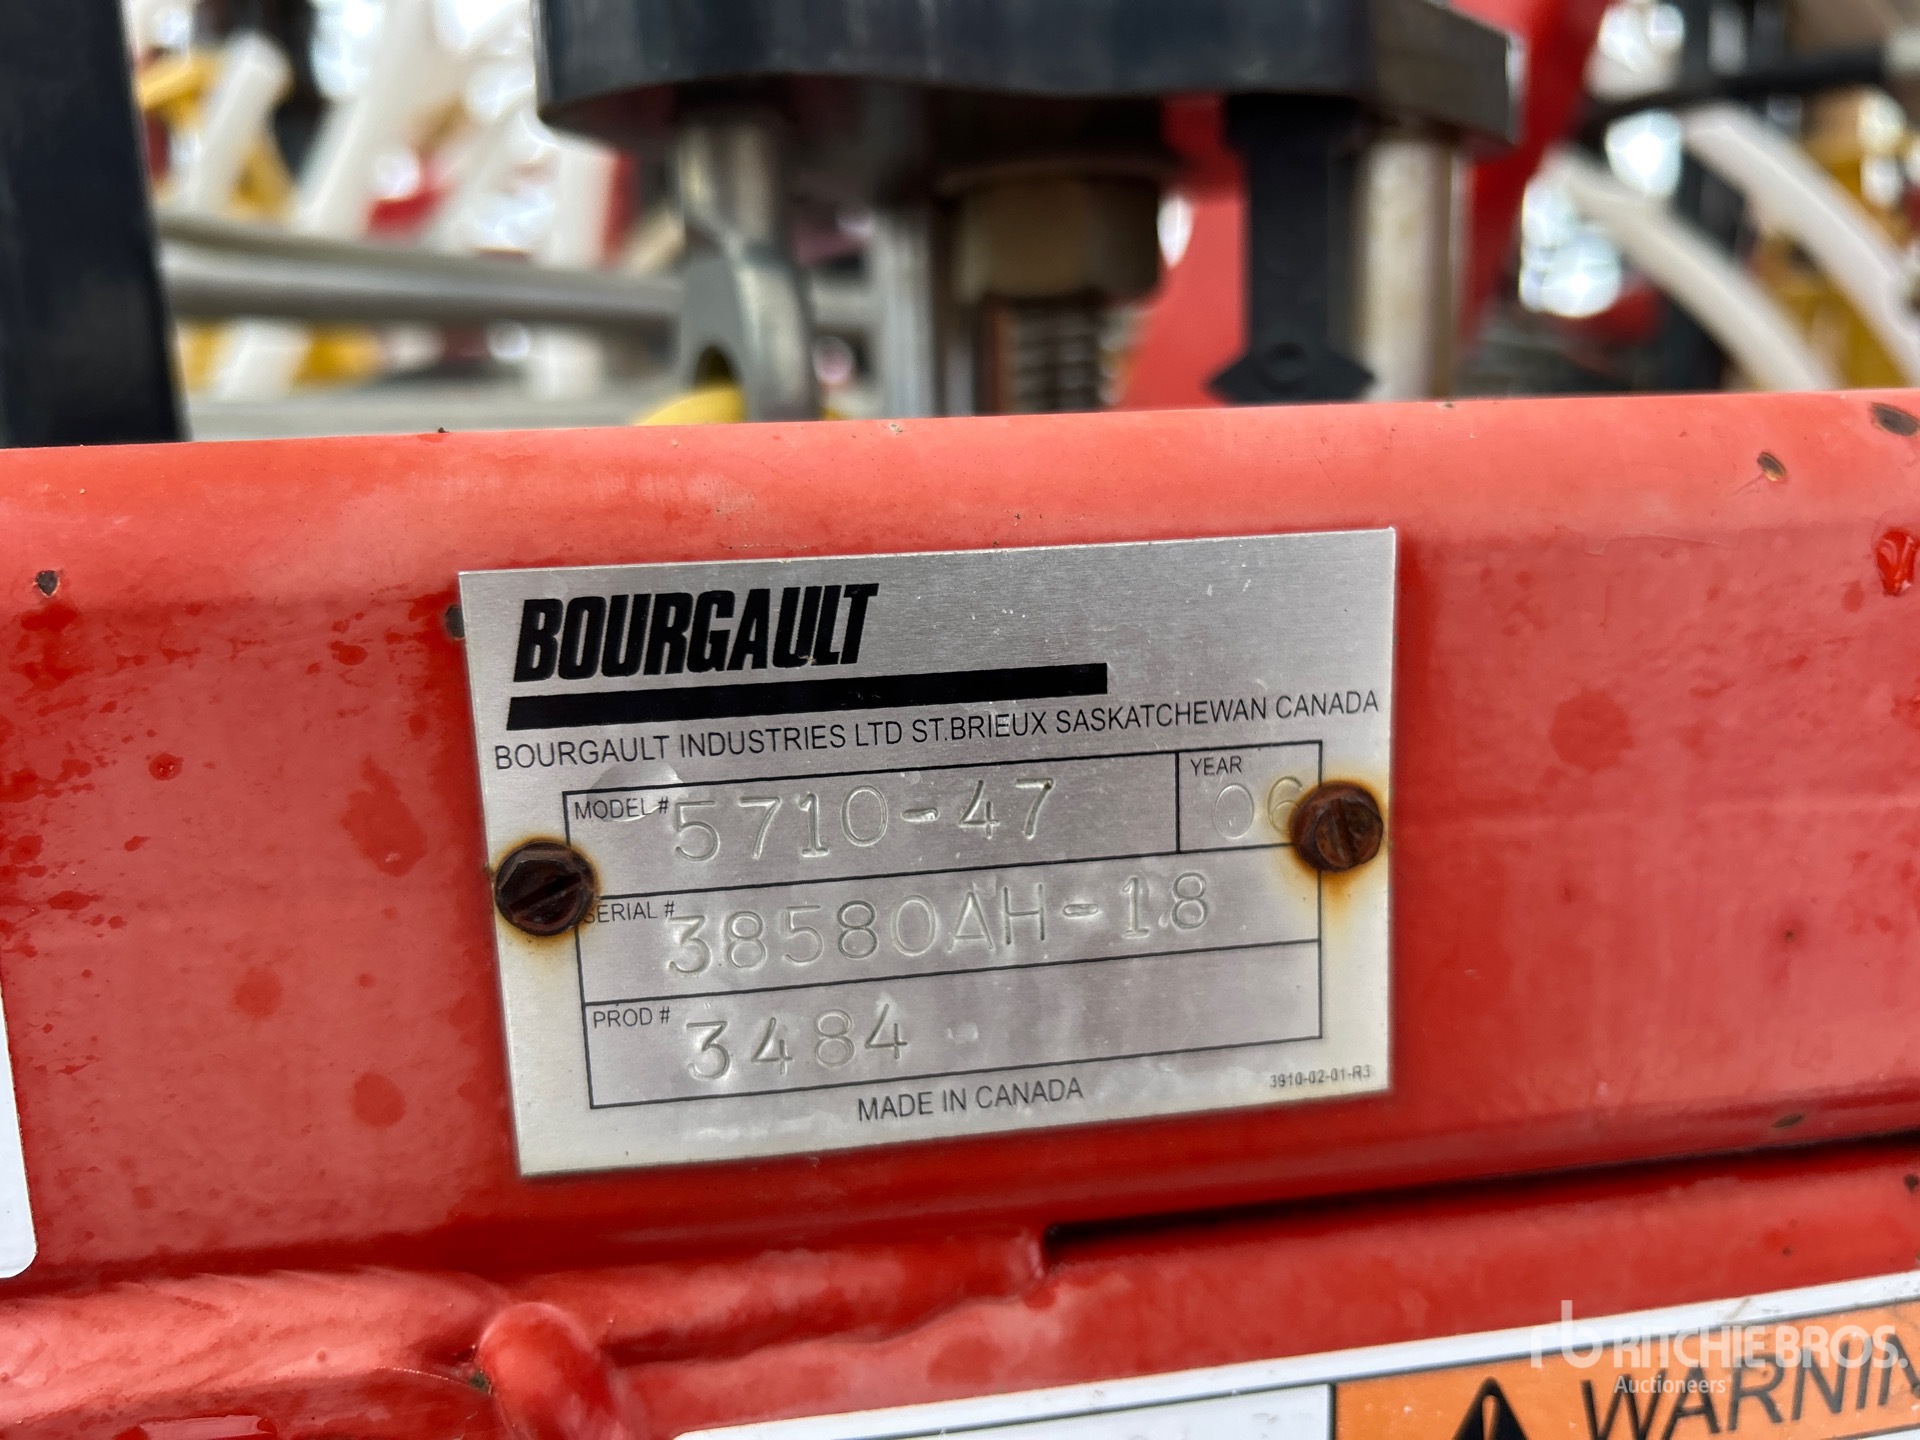 BOURGAULT
BOURGAULT INDUSTRIES LTD ST.BRIEUX SASKATCHEWAN CANADA
MODEL # 5710-47 YEAR 06
SERIAL # 38580AH-18
PROD # 3484
3910-02-01-R3
MADE IN CANADA
rb RITCHIE BROS.
Auctioneers
WARNIN